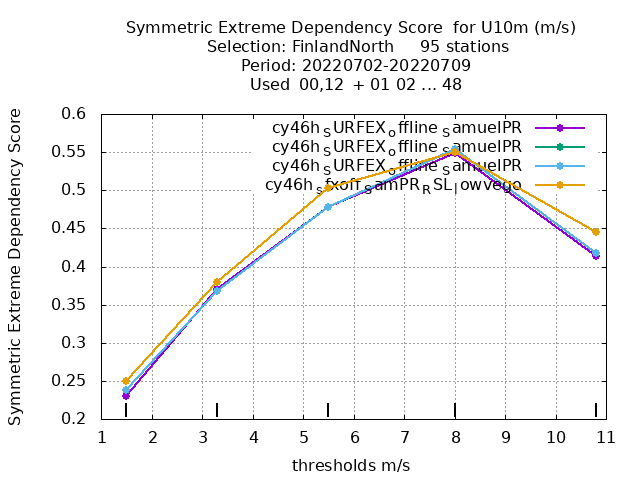 Symmetric Extreme Dependency Score  for U10m (m/s)
Selection: FinlandNorth     95 stations
Period: 20220702-20220709
Used  00,12  + 01 02 ... 48
Symmetric Extreme Dependency Score
0.6
0.55
0.5
0.45
0.4
0.35
0.3
0.25
0.2
cy46h_SURFEX_offline_SamuelPR
cy46h_SURFEX_offline_SamuelPR
cy46h_SURFEX_offline_SamuelPR
cy46h_sfxoff_samPR_RSL_lowvego
1 2 3 4 5 6 7 8 9 10 11
thresholds m/s